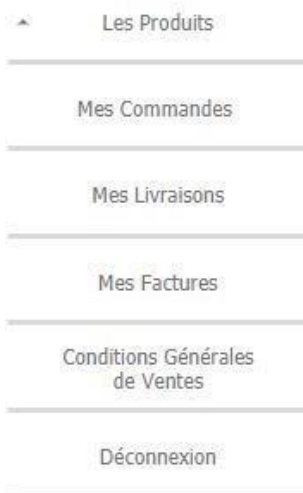 Les Produits
Mes Commandes
Mes Livraisons
Mes Factures
Conditions Générales
de Ventes
Déconnexion